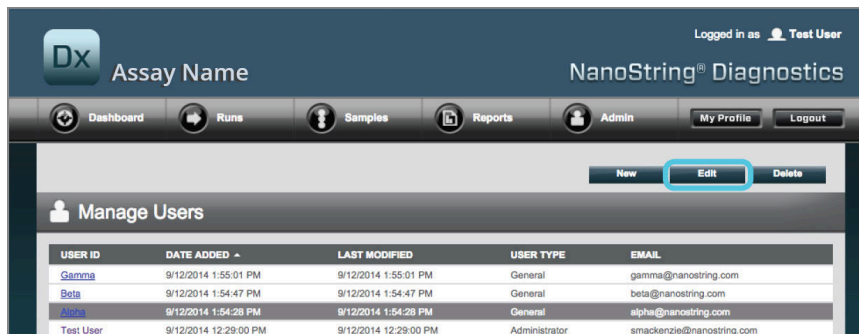 Logged in as Test User
Dx Assay Name NanoString® Diagnostics
Dashboard Runs Samples Reports Admin My Profile Logout
New Edit Delete
Manage Users
USER ID DATE ADDED LAST MODIFIED USER TYPE EMAIL
Gamma 9/12/2014 1:55:01 PM 9/12/2014 1:55:01 PM General gamma@nanostring.com
Beta 9/12/2014 1:54:47 PM 9/12/2014 1:54:47 PM General beta@nanostring.com
Alpha 9/12/2014 1:54:28 PM 9/12/2014 1:54:28 PM General alpha@nanostring.com
Test User 9/12/2014 12:29:00 PM 9/12/2014 12:29:00 PM Administrator smackenzie@nanostring.com